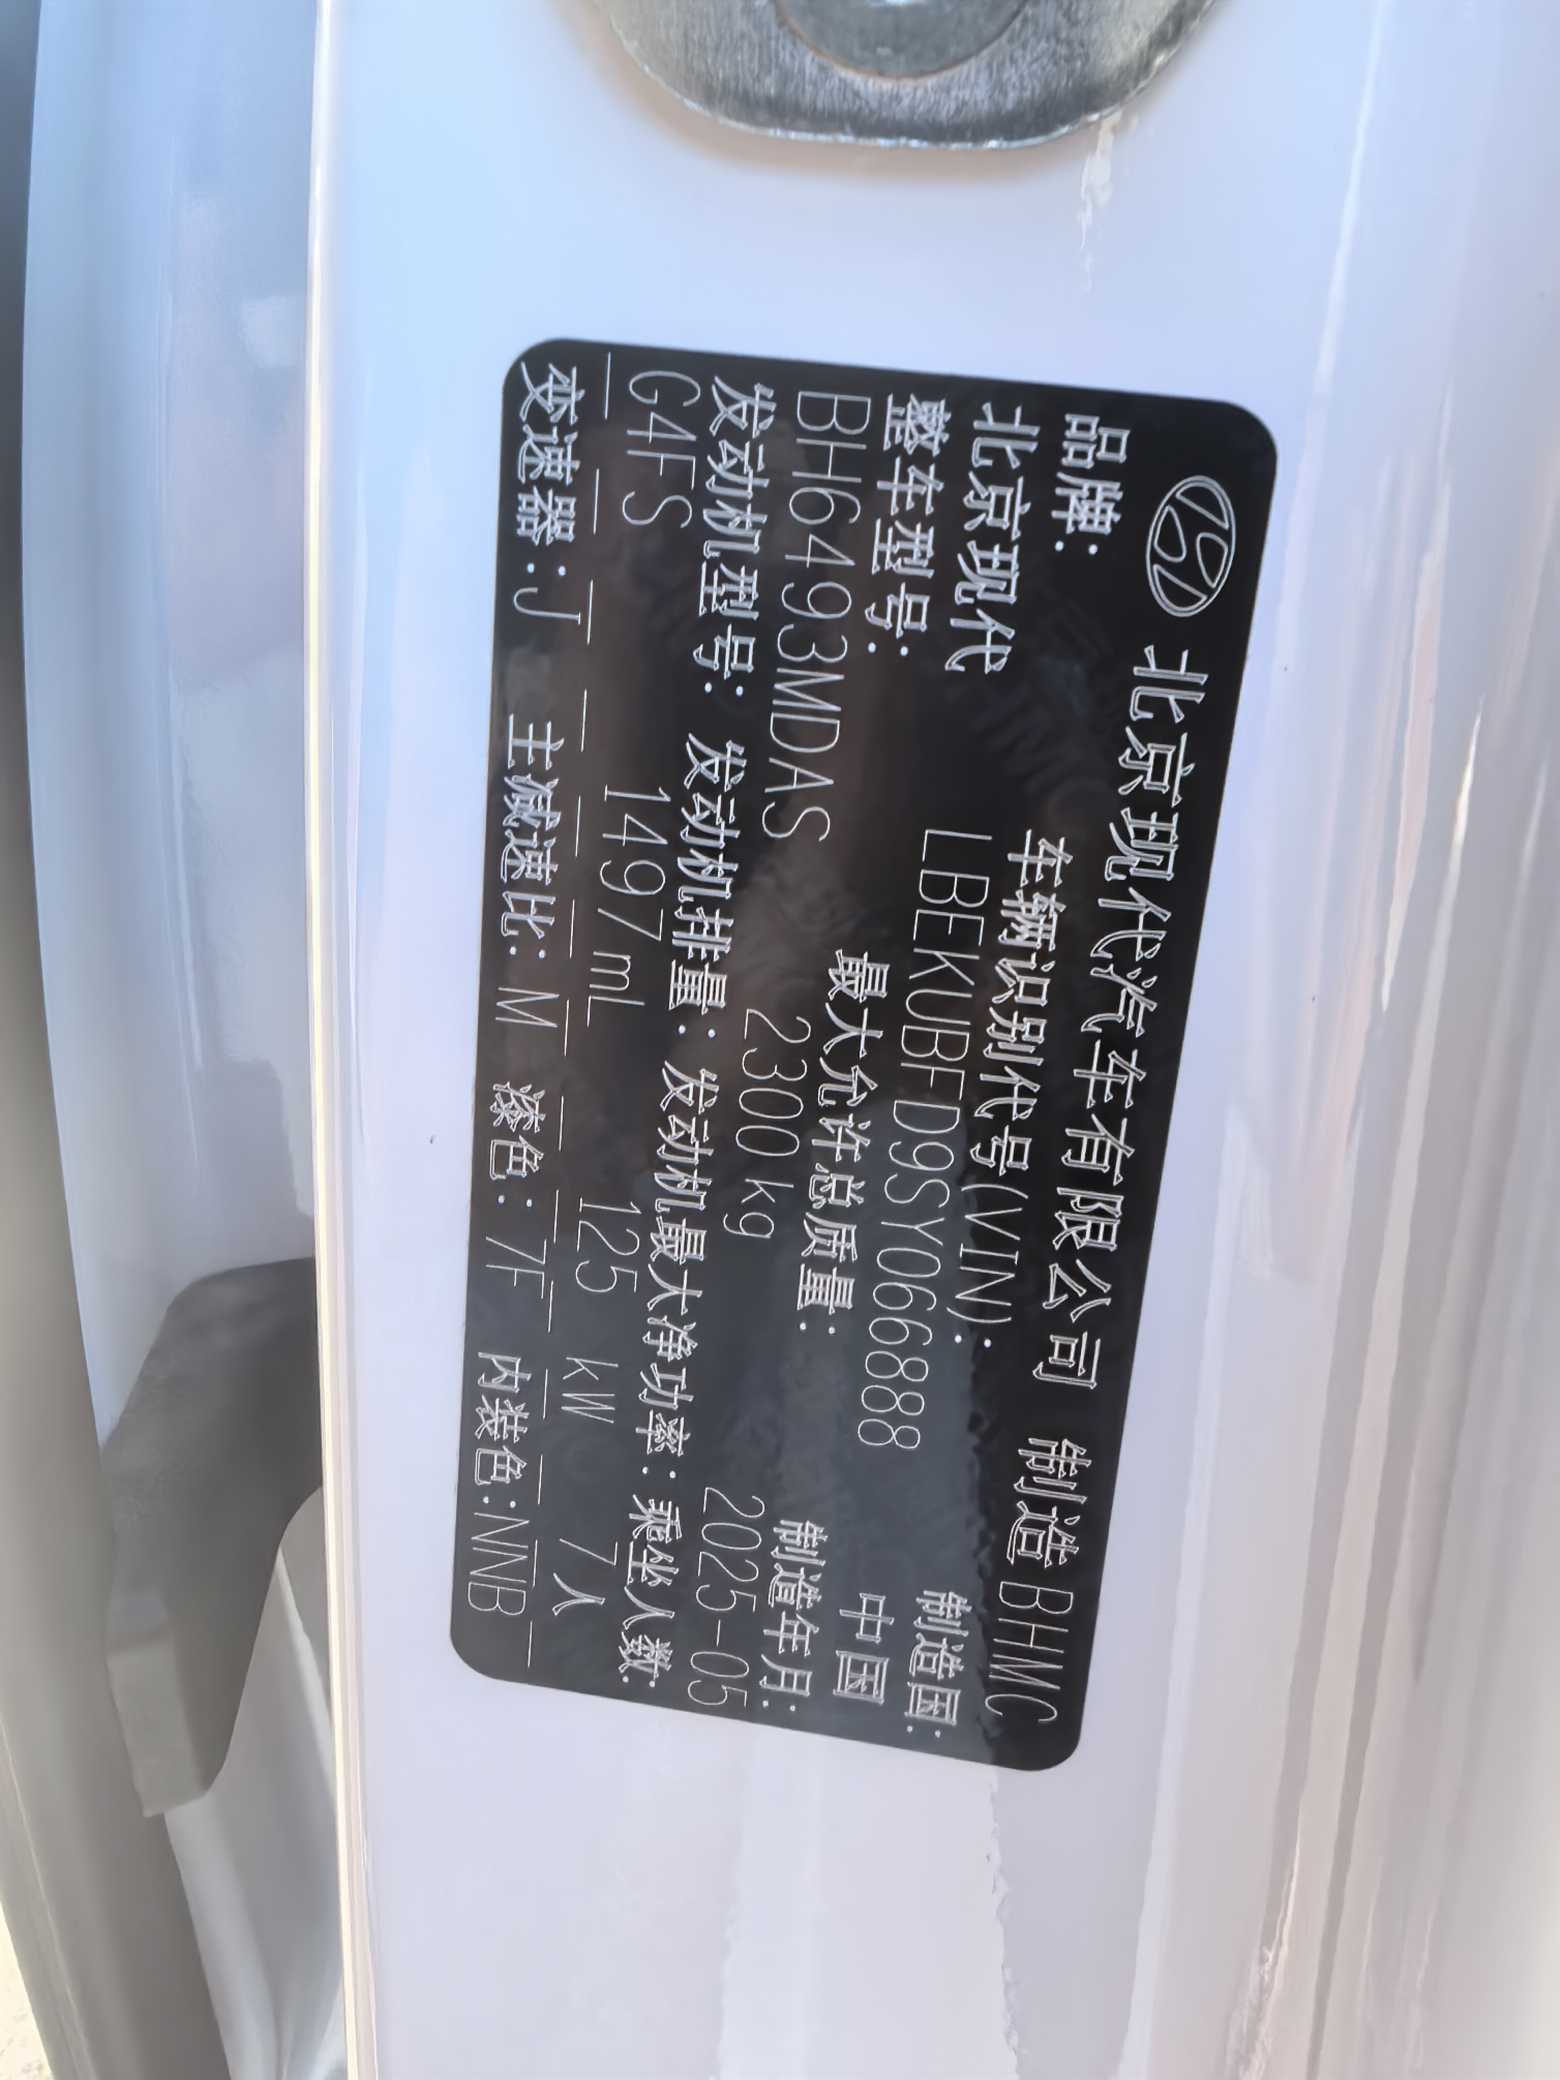 北京现代汽车有限公司 制造 BHMC
品牌: 车辆识别代号(VIN): 制造国:
北京现代 LBEKUBFD9SY066888 中国
整车型号: 最大允许总质量: 制造年月:
BH6493MDAS 2300 kg 2025-05
发动机型号: 发动机排量: 发动机最大净功率: 乘坐人数:
G4FS 1497 mL 125 kW 7人
变速器: J 主减速比: M 漆色: 7F 内装色: NNB